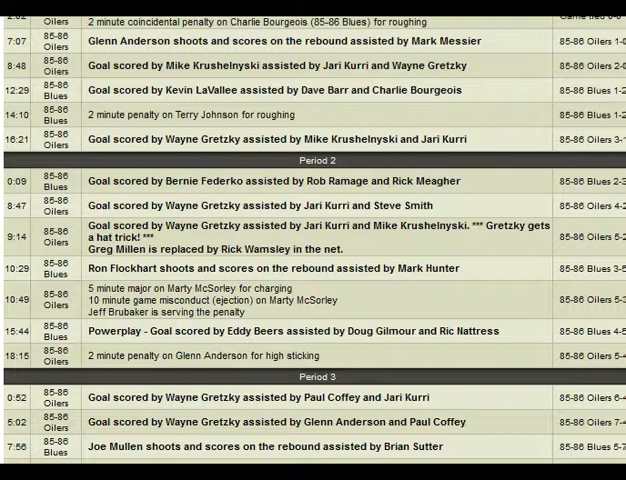 2:02 Oilers 2 minute coincidental penalty on Charlie Bourgeois (85-86 Blues) for roughing Game tied 0-0
7:07 85-86 Oilers Glenn Anderson shoots and scores on the rebound assisted by Mark Messier 85-86 Oilers 1-0
8:48 85-86 Oilers Goal scored by Mike Krushelnyski assisted by Jari Kurri and Wayne Gretzky 85-86 Oilers 2-0
12:29 85-86 Blues Goal scored by Kevin LaVallee assisted by Dave Barr and Charlie Bourgeois 85-86 Blues 1-2
14:10 85-86 Blues 2 minute penalty on Terry Johnson for roughing 85-86 Blues 1-2
16:21 85-86 Oilers Goal scored by Wayne Gretzky assisted by Mike Krushelnyski and Jari Kurri 85-86 Oilers 3-1
Period 2
0:09 85-86 Blues Goal scored by Bernie Federko assisted by Rob Ramage and Rick Meagher 85-86 Blues 2-3
8:47 85-86 Oilers Goal scored by Wayne Gretzky assisted by Jari Kurri and Steve Smith 85-86 Oilers 4-2
9:14 85-86 Oilers Goal scored by Wayne Gretzky assisted by Jari Kurri and Mike Krushelnyski. *** Gretzky gets 85-86 Oilers 5-2
a hat trick! ***
Greg Millen is replaced by Rick Wamsley in the net.
10:29 85-86 Blues Ron Flockhart shoots and scores on the rebound assisted by Mark Hunter 85-86 Blues 3-5
10:49 85-86 Oilers 5 minute major on Marty McSorley for charging 85-86 Oilers 5-3
10 minute game misconduct (ejection) on Marty McSorley
Jeff Brubaker is serving the penalty
15:44 85-86 Blues Powerplay - Goal scored by Eddy Beers assisted by Doug Gilmour and Ric Nattress 85-86 Blues 4-5
18:15 85-86 Oilers 2 minute penalty on Glenn Anderson for high sticking 85-86 Oilers 5-4
Period 3
0:52 85-86 Oilers Goal scored by Wayne Gretzky assisted by Paul Coffey and Jari Kurri 85-86 Oilers 6-4
5:02 85-86 Oilers Goal scored by Wayne Gretzky assisted by Glenn Anderson and Paul Coffey 85-86 Oilers 7-4
7:56 85-86 Blues Joe Mullen shoots and scores on the rebound assisted by Brian Sutter 85-86 Blues 5-7